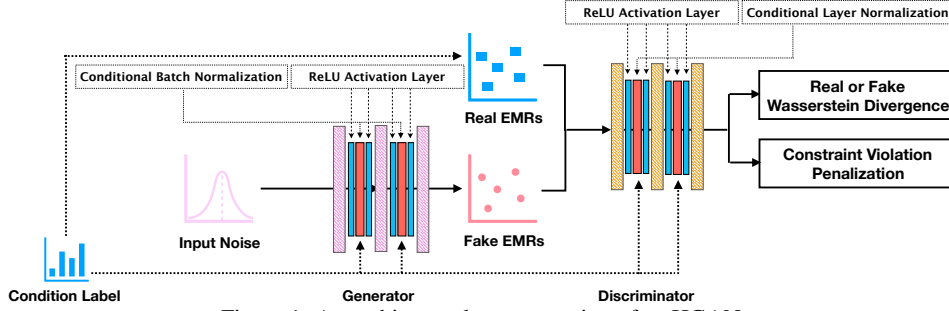 ReLU Activation Layer
Conditional Layer Normalization
Conditional Batch Normalization
ReLU Activation Layer
Real EMRs
Real or Fake
Wasserstein Divergence
Constraint Violation
Penalization
Input Noise
Fake EMRs
Condition Label
Generator
Discriminator